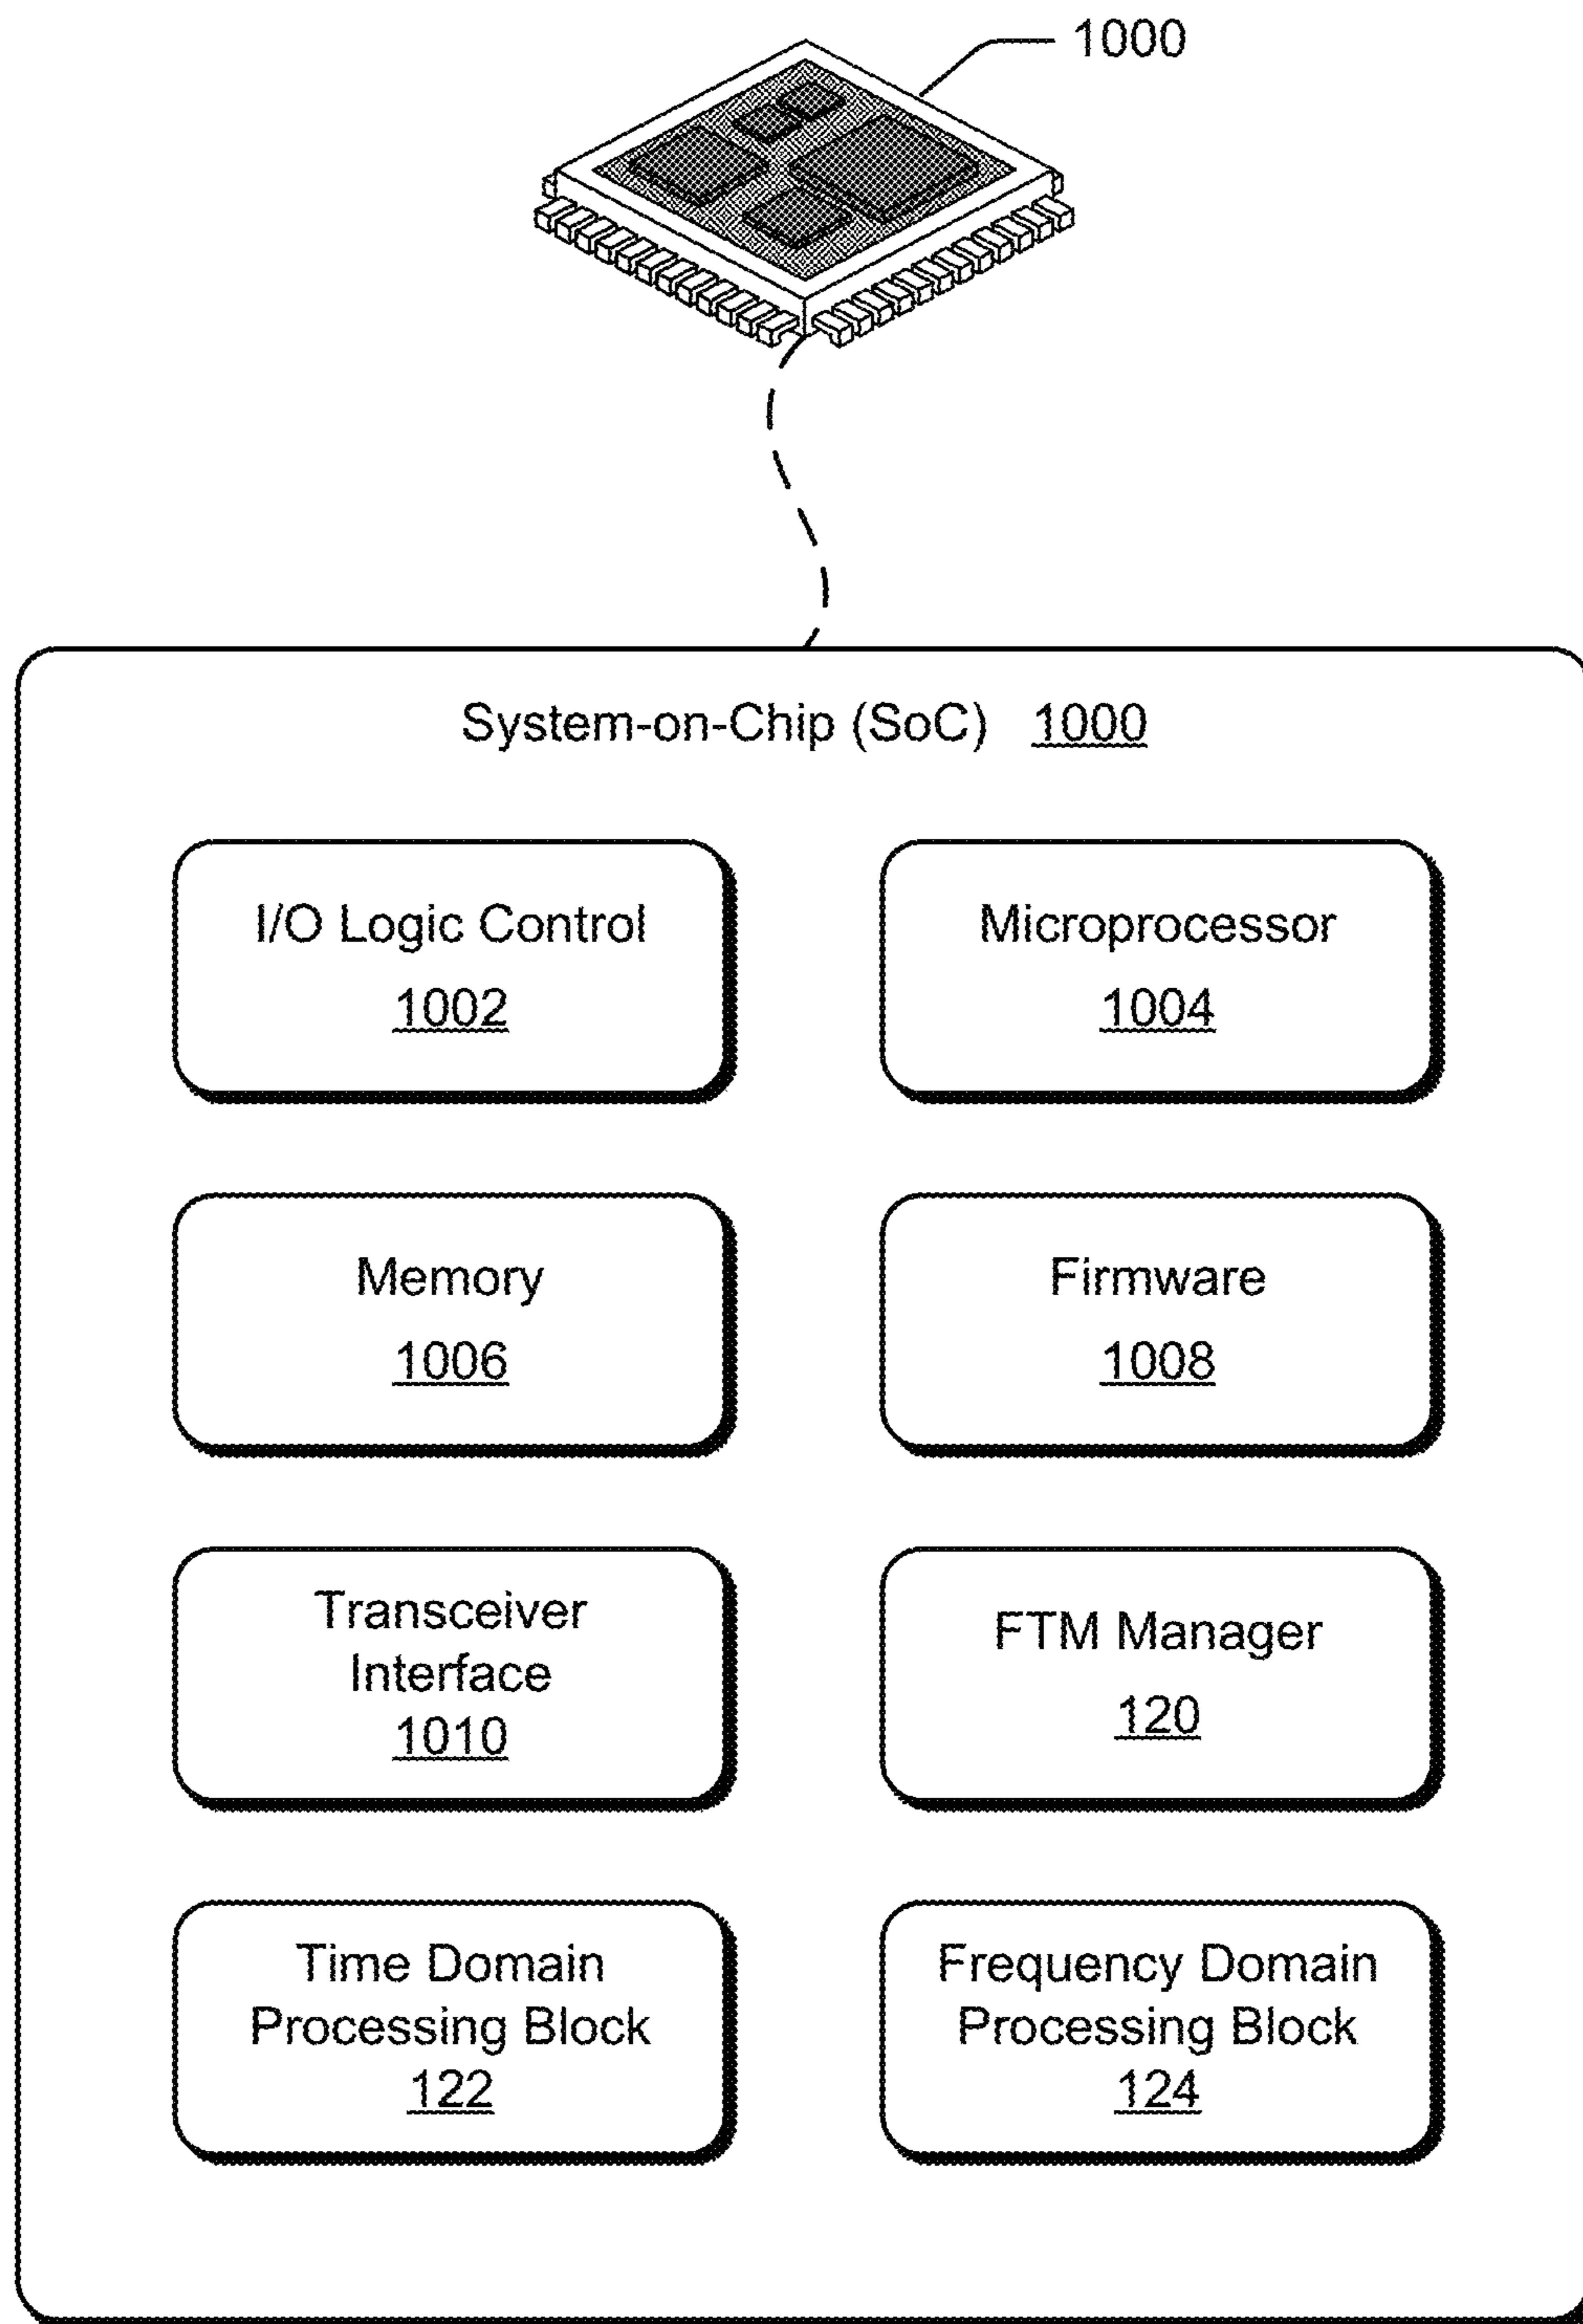 1000
System-on-Chip (SoC) 1000
I/O Logic Control
1002
Microprocessor
1004
Memory
1006
Firmware
1008
Transceiver
Interface
1010
FTM Manager
120
Time Domain
Processing Block
122
Frequency Domain
Processing Block
124